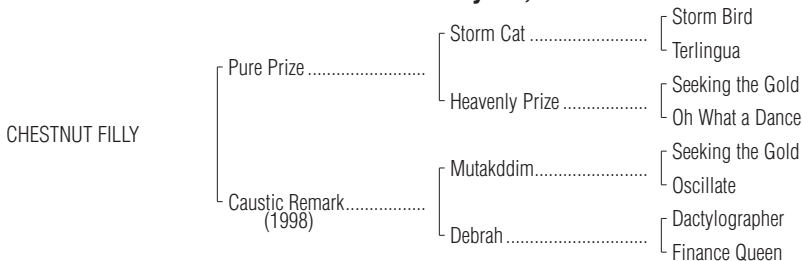 Storm Bird
Storm Cat ..........................
Terlingua
Pure Prize ..........................
Seeking the Gold
Heavenly Prize ...................
Oh What a Dance
CHESTNUT FILLY
Seeking the Gold
Mutakddim.........................
Oscillate
Caustic Remark..................
(1998)
Dactylographer
Debrah ...............................
Finance Queen